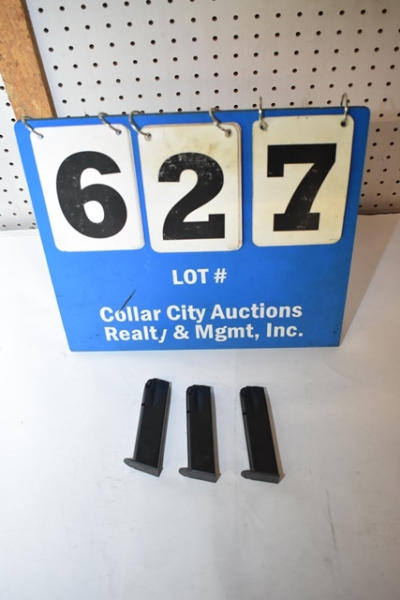 627
LOT #
Collar City Auctions
Realty & Mgmt, Inc.